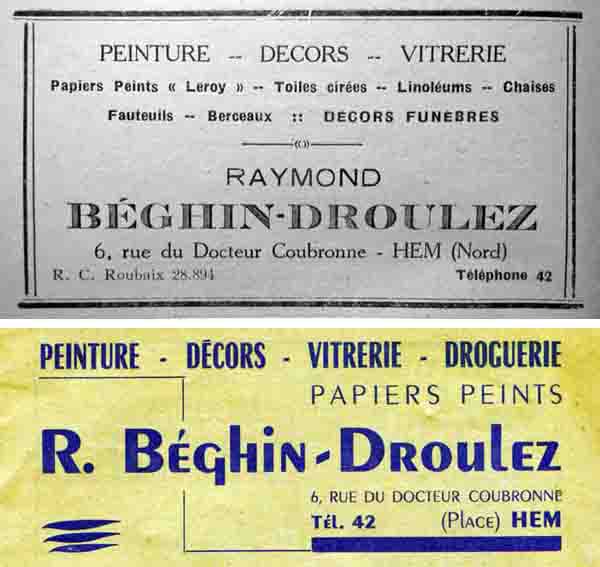 PEINTURE -- DECORS -- VITRERIE
Papiers Peints « Leroy » -- Toiles cirées -- Linoléums -- Chaises
Fauteuils -- Berceaux :: DÉCORS FUNÈBRES
«o»
RAYMOND
BÉGHIN-DROULEZ
6, rue du Docteur Coubronne - HEM (Nord)
R. C. Roubaix 28.894 Téléphone 42
PEINTURE - DÉCORS - VITRERIE - DROGUERIE
PAPIERS PEINTS
R. Béghin-Droulez
6, RUE DU DOCTEUR COUBRONNE
Tél. 42 (Place) HEM